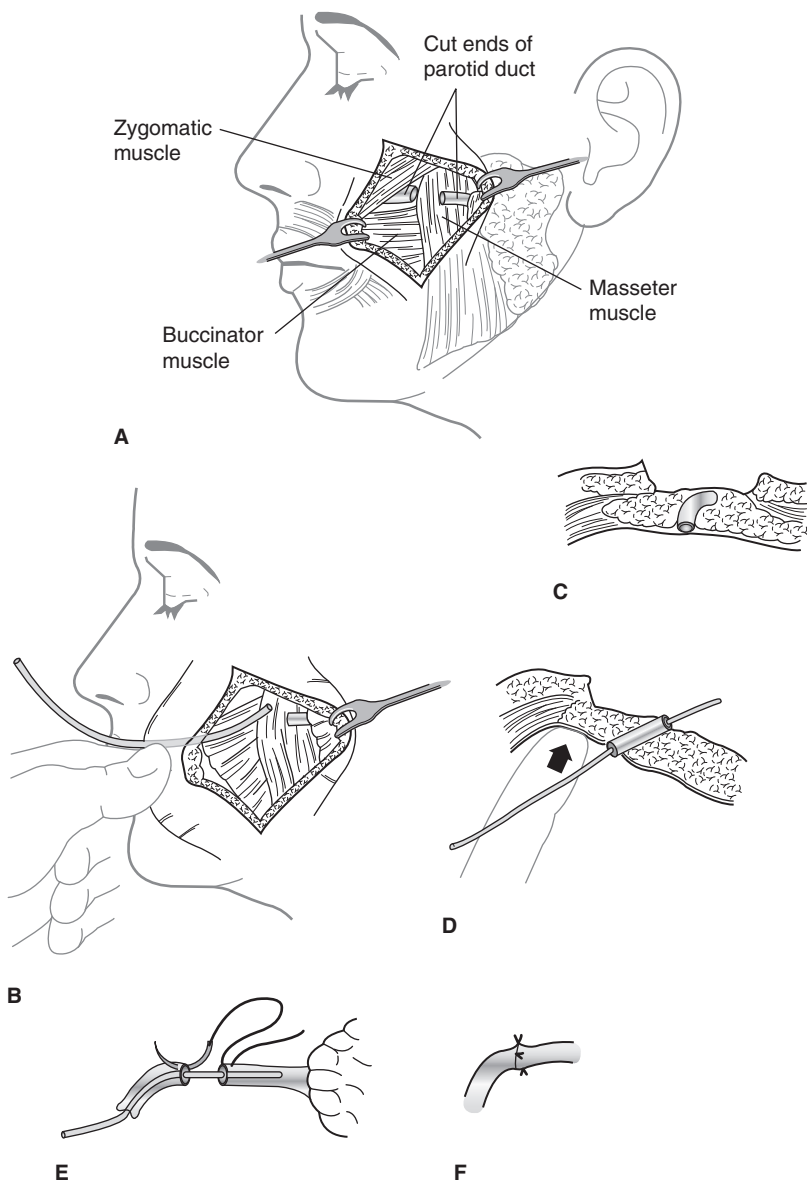 Cut ends of
parotid duct
Zygomatic
muscle
Masseter
muscle
Buccinator
muscle
A
C
B
D
E
F